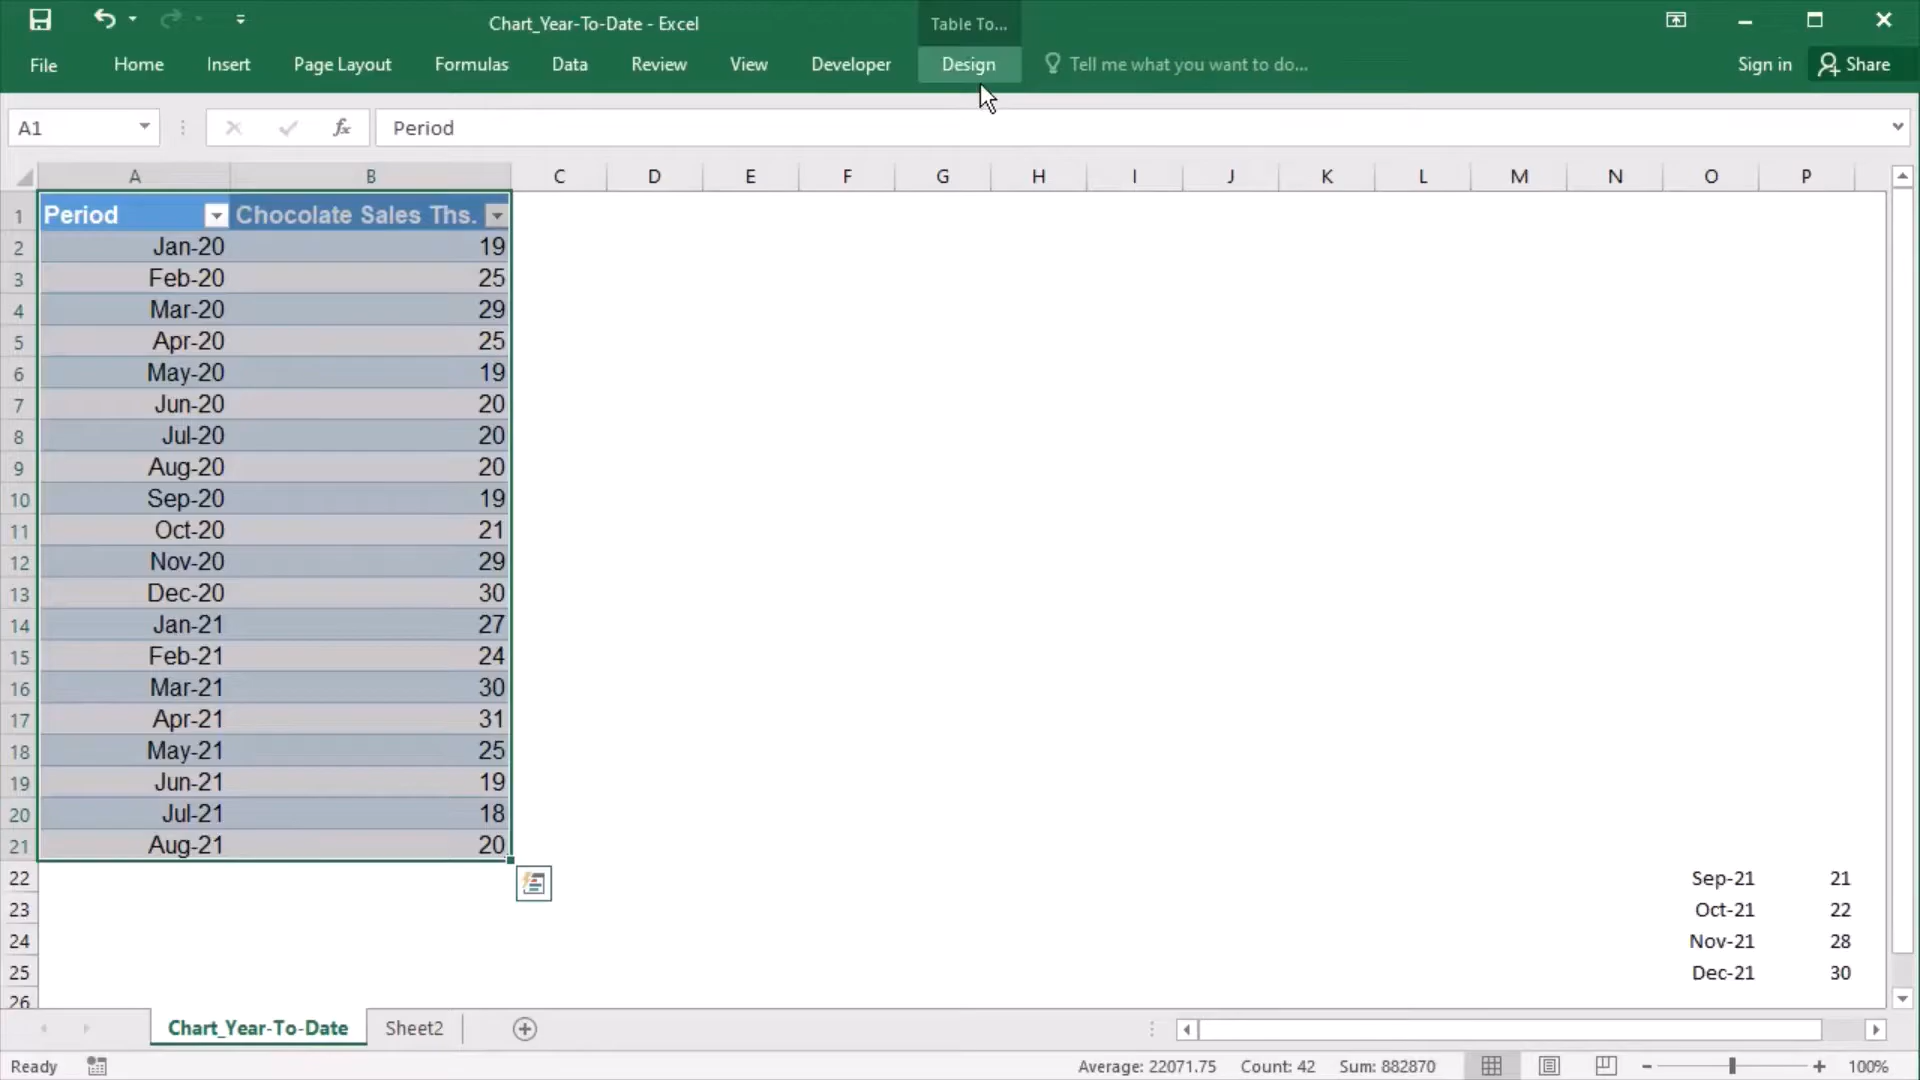 Chart_Year-To-Date - Excel
Table To...
File Home Insert Page Layout Formulas Data Review View Developer Design Tell me what you want to do... Sign in Share
A1 fx Period
A B C D E F G H I J K L M N O P
1 Period Chocolate Sales Ths.
2 Jan-20 19
3 Feb-20 25
4 Mar-20 29
5 Apr-20 25
6 May-20 19
7 Jun-20 20
8 Jul-20 20
9 Aug-20 20
10 Sep-20 19
11 Oct-20 21
12 Nov-20 29
13 Dec-20 30
14 Jan-21 27
15 Feb-21 24
16 Mar-21 30
17 Apr-21 31
18 May-21 25
19 Jun-21 19
20 Jul-21 18
21 Aug-21 20
22 Sep-21 21
23 Oct-21 22
24 Nov-21 28
25 Dec-21 30
26
Chart_Year-To-Date Sheet2
Ready Average: 22071.75 Count: 42 Sum: 882870 100%